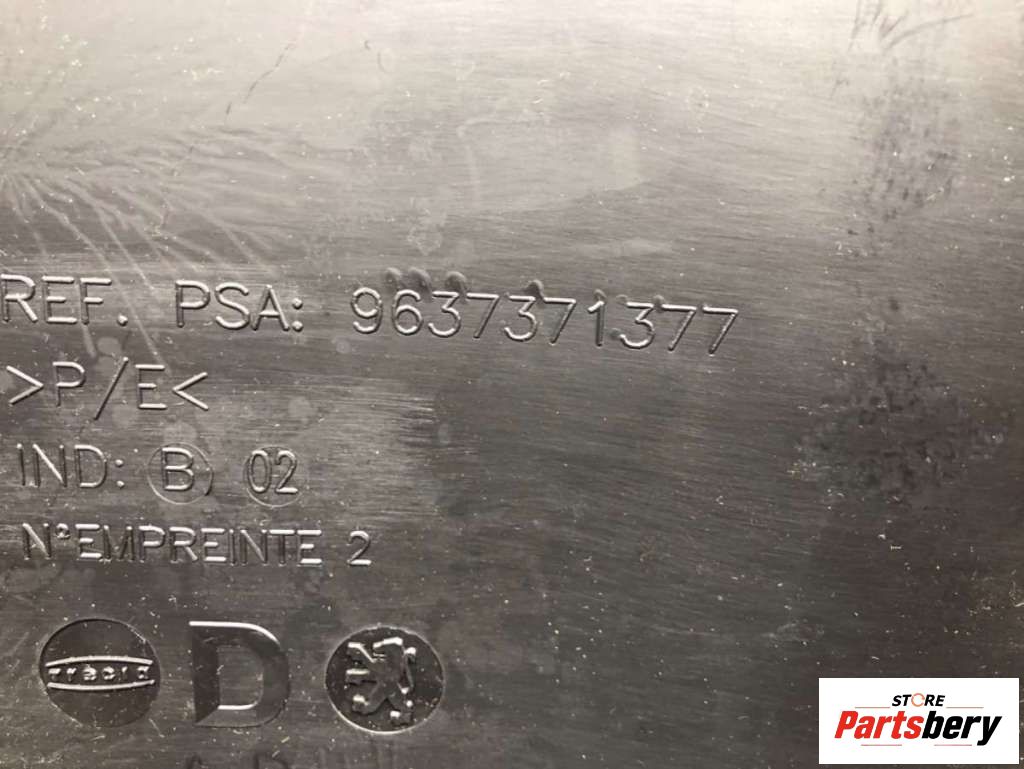 REF. PSA: 9637371377
>P/E<
IND: B 02
N° EMPREINTE 2
D
STORE
Partsbery